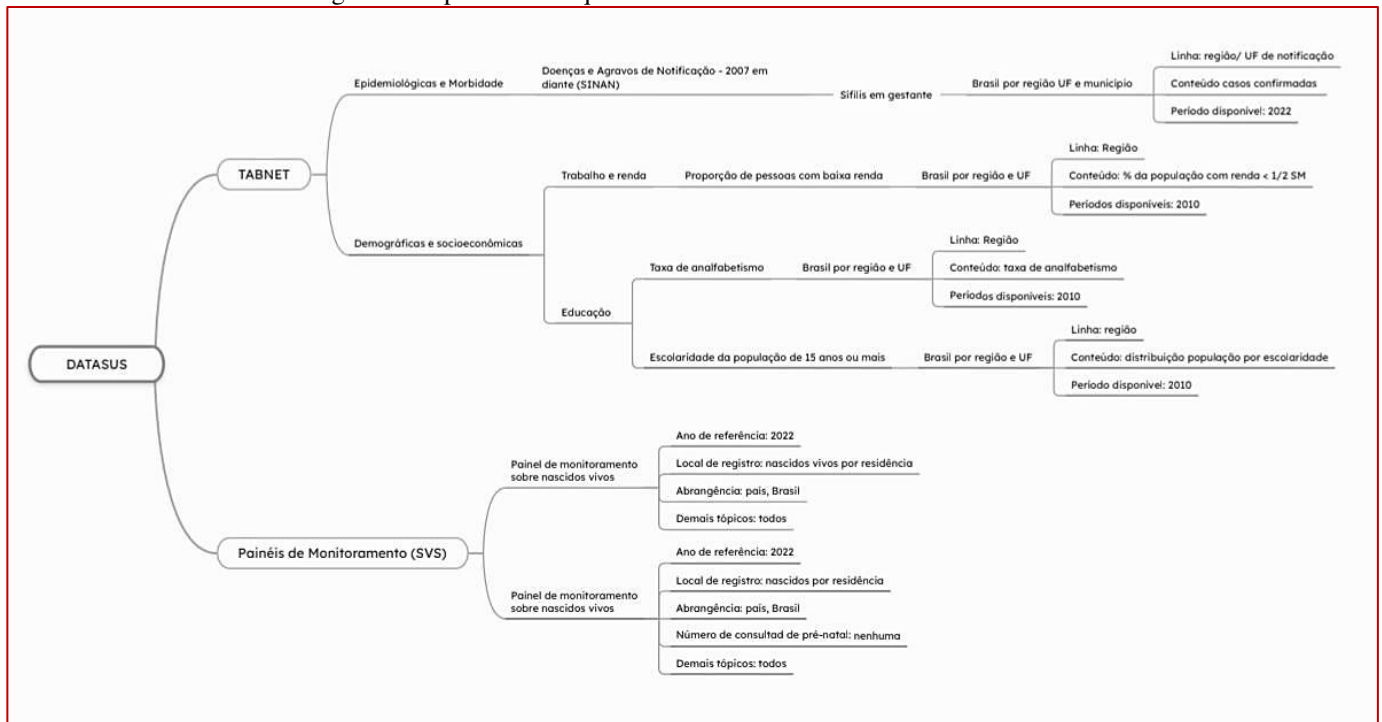 Epidemiológicas e Morbidade
Doenças e Agravos de Notificação - 2007 em
diante (SINAN)
Sífilis em gestante
Brasil por região UF e município
Linha: região/ UF de notificação
Conteúdo casos confirmadas
Período disponível: 2022
TABNET
Trabalho e renda
Proporção de pessoas com baixa renda
Brasil por região e UF
Linha: Região
Conteúdo: % da população com renda < 1/2 SM
Períodos disponíveis: 2010
Demográficas e socioeconômicas
Taxa de analfabetismo
Brasil por região e UF
Linha: Região
Conteúdo: taxa de analfabetismo
Períodos disponíveis: 2010
Educação
Escolaridade da população de 15 anos ou mais
Brasil por região e UF
Linha: região
Conteúdo: distribuição população por escolaridade
Período disponível: 2010
DATASUS
Painel de monitoramento
sobre nascidos vivos
Ano de referência: 2022
Local de registro: nascidos vivos por residência
Abrangência: país, Brasil
Demais tópicos: todos
Painéis de Monitoramento (SVS)
Painel de monitoramento
sobre nascidos vivos
Ano de referência: 2022
Local de registro: nascidos por residência
Abrangência: país, Brasil
Número de consultad de pré-natal: nenhuma
Demais tópicos: todos